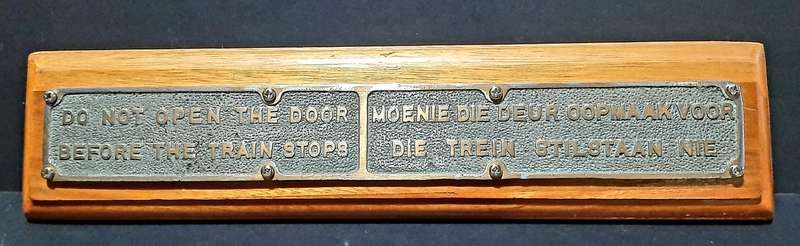 DO NOT OPEN THE DOOR
BEFORE THE TRAIN STOPS
MOENIE DIE DEUR OOPMAAK VOOR
DIE TREIN STILSTAAN NIE